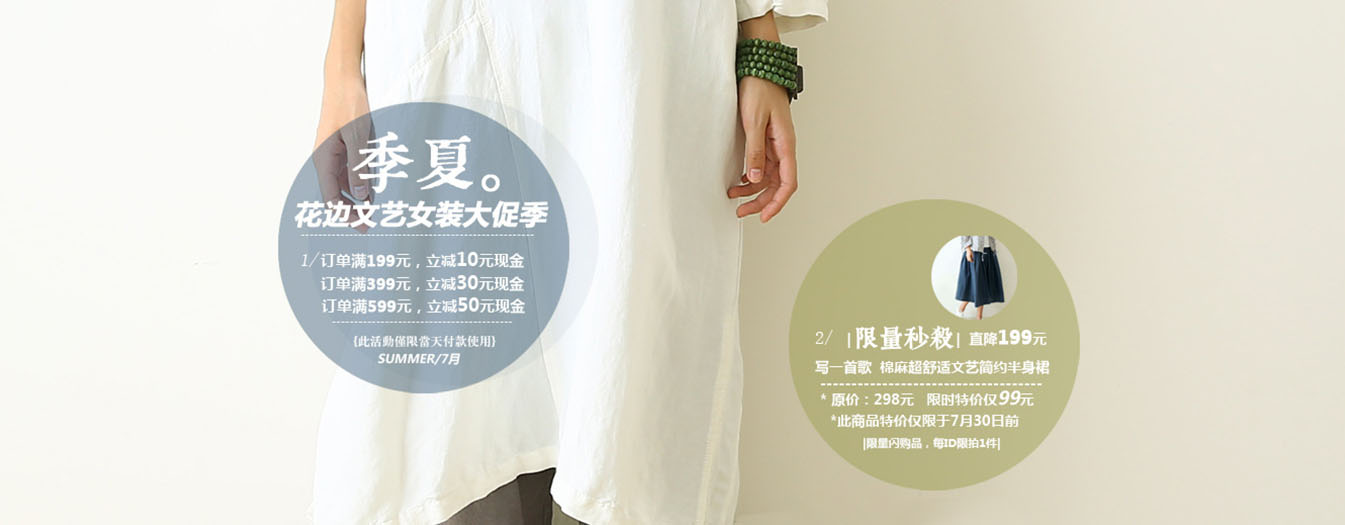 季夏。
花边文艺女装大促季
1/ 订单满199元，立减10元现金
订单满399元，立减30元现金
订单满599元，立减50元现金
{此活動僅限當天付款使用}
SUMMER/7月
2/ |限量秒殺| 直降199元
写一首歌 棉麻超舒适文艺简约半身裙
* 原价：298元 限时特价仅99元
*此商品特价仅限于7月30日前
|限量闪购品，每ID限拍1件|